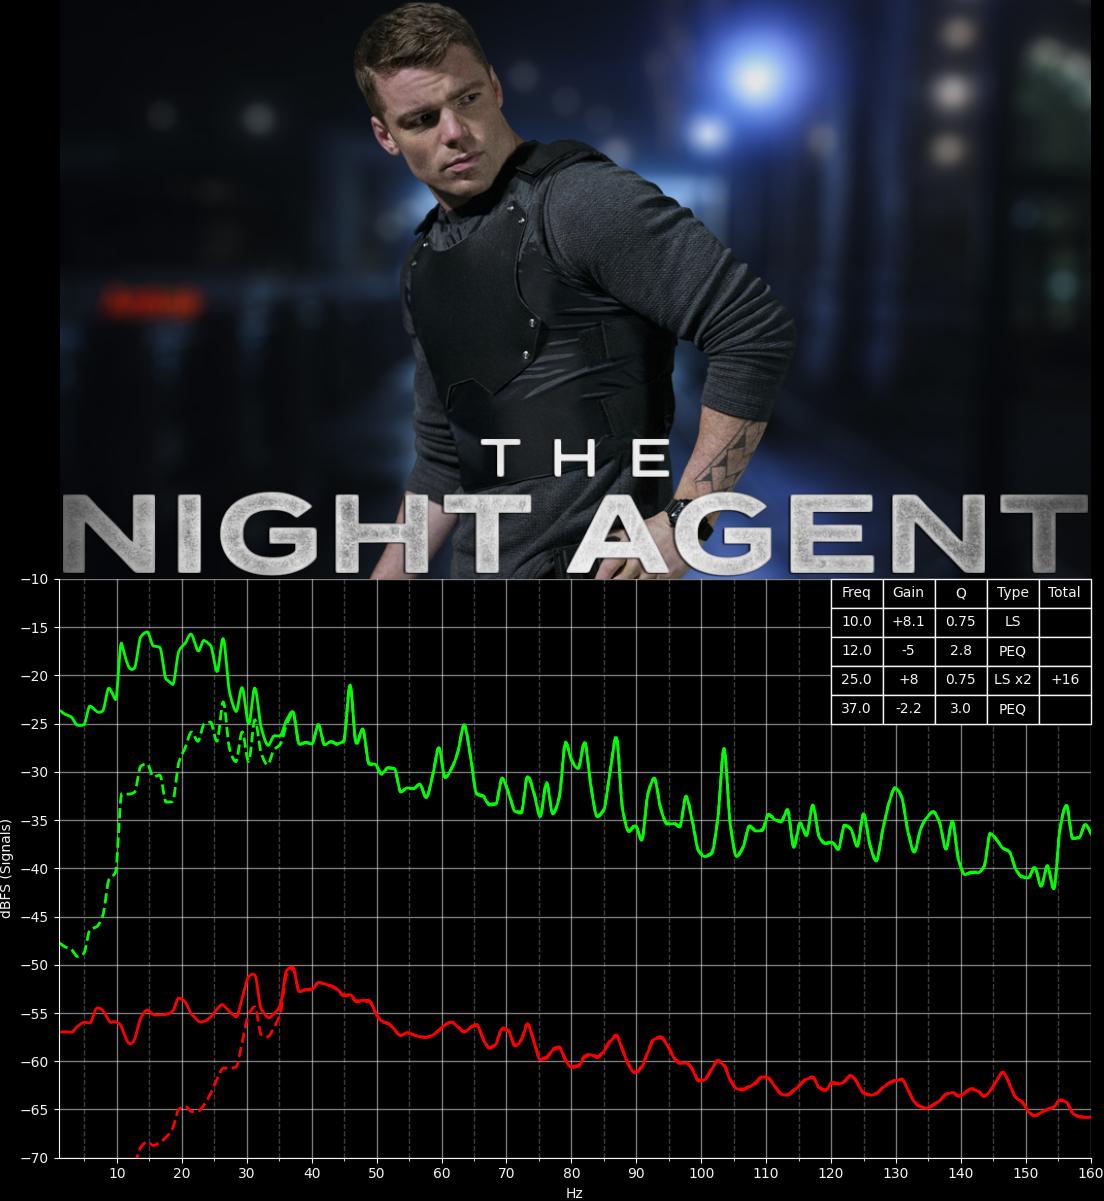 THE
NIGHT AGENT
Freq Gain Q Type Total
10.0 +8.1 0.75 LS
12.0 -5 2.8 PEQ
25.0 +8 0.75 LS x2 +16
37.0 -2.2 3.0 PEQ
−10
−15
−20
−25
−30
−35
−40
−45
−50
−55
−60
−65
−70
dBFS (Signals)
10 20 30 40 50 60 70 80 90 100 110 120 130 140 150 160
Hz